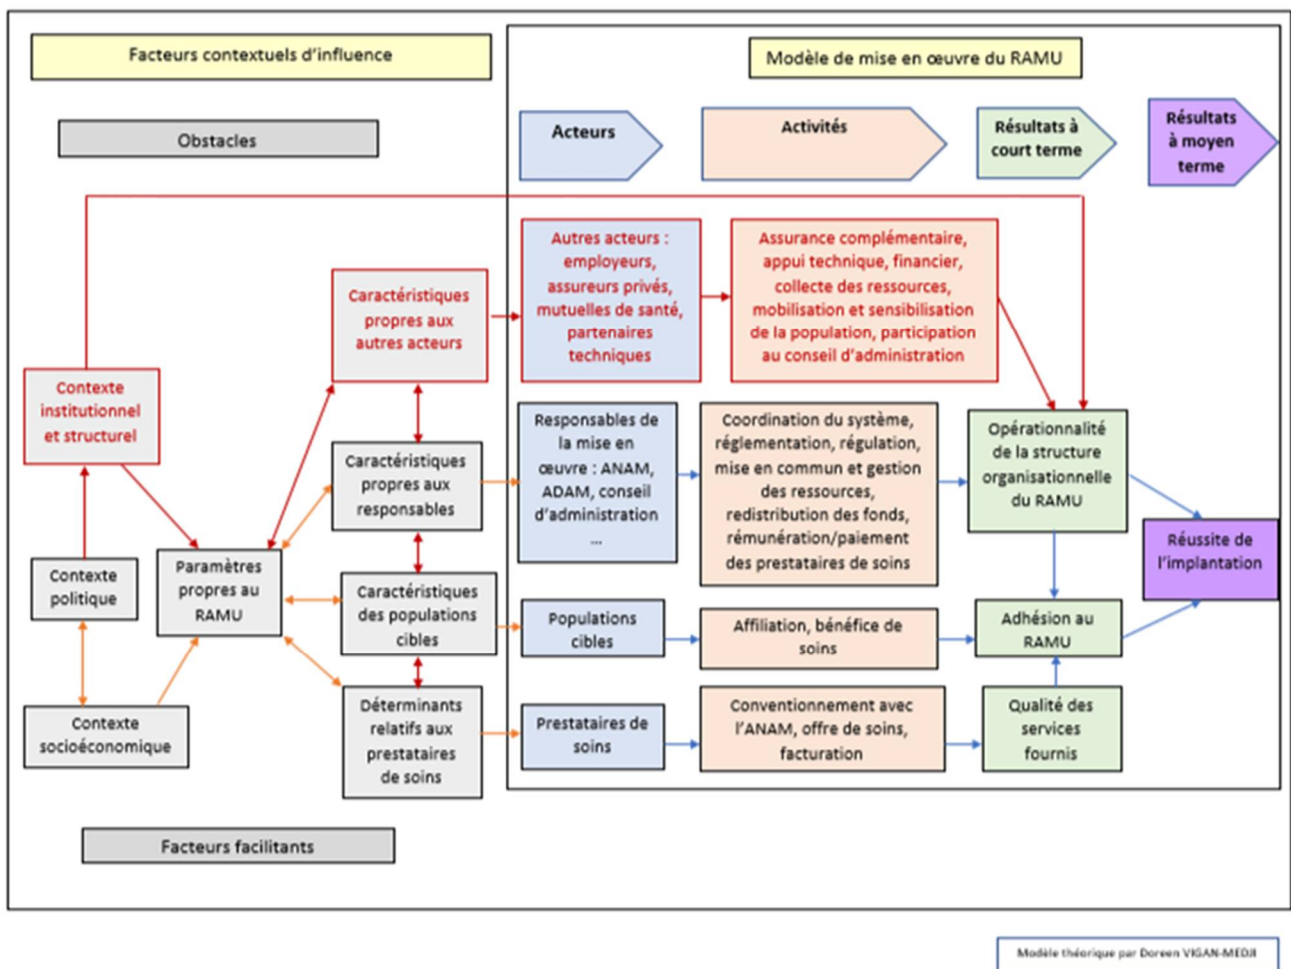 Facteurs contextuels d'influence
Modèle de mise en œuvre du RAMU
Obstacles
Acteurs
Activités
Résultats à
court terme
Résultats
à moyen
terme
Caractéristiques
propres aux
autres acteurs
Autres acteurs :
employeurs,
assureurs privés,
mutuelles de santé,
partenaires
techniques
Assurance complémentaire,
appui technique, financier,
collecte des ressources,
mobilisation et sensibilisation
de la population, participation
au conseil d'administration
Contexte
institutionnel
et structurel
Caractéristiques
propres aux
responsables
Responsables de
la mise en
œuvre : ANAM,
ADAM, conseil
d'administration
...
Coordination du système,
réglementation, régulation,
mise en commun et gestion
des ressources,
redistribution des fonds,
rémunération/paiement
des prestataires de soins
Opérationnalité
de la structure
organisationnelle
du RAMU
Réussite de
l'implantation
Contexte
politique
Paramètres
propres au
RAMU
Caractéristiques
des populations
cibles
Populations
cibles
Affiliation, bénéfice de
soins
Adhésion au
RAMU
Contexte
socioéconomique
Déterminants
relatifs aux
prestataires
de soins
Prestataires de
soins
Conventionnement avec
l'ANAM, offre de soins,
facturation
Qualité des
services
fournis
Facteurs facilitants
Modèle théorique par Doreen VIGAN-MEDJI